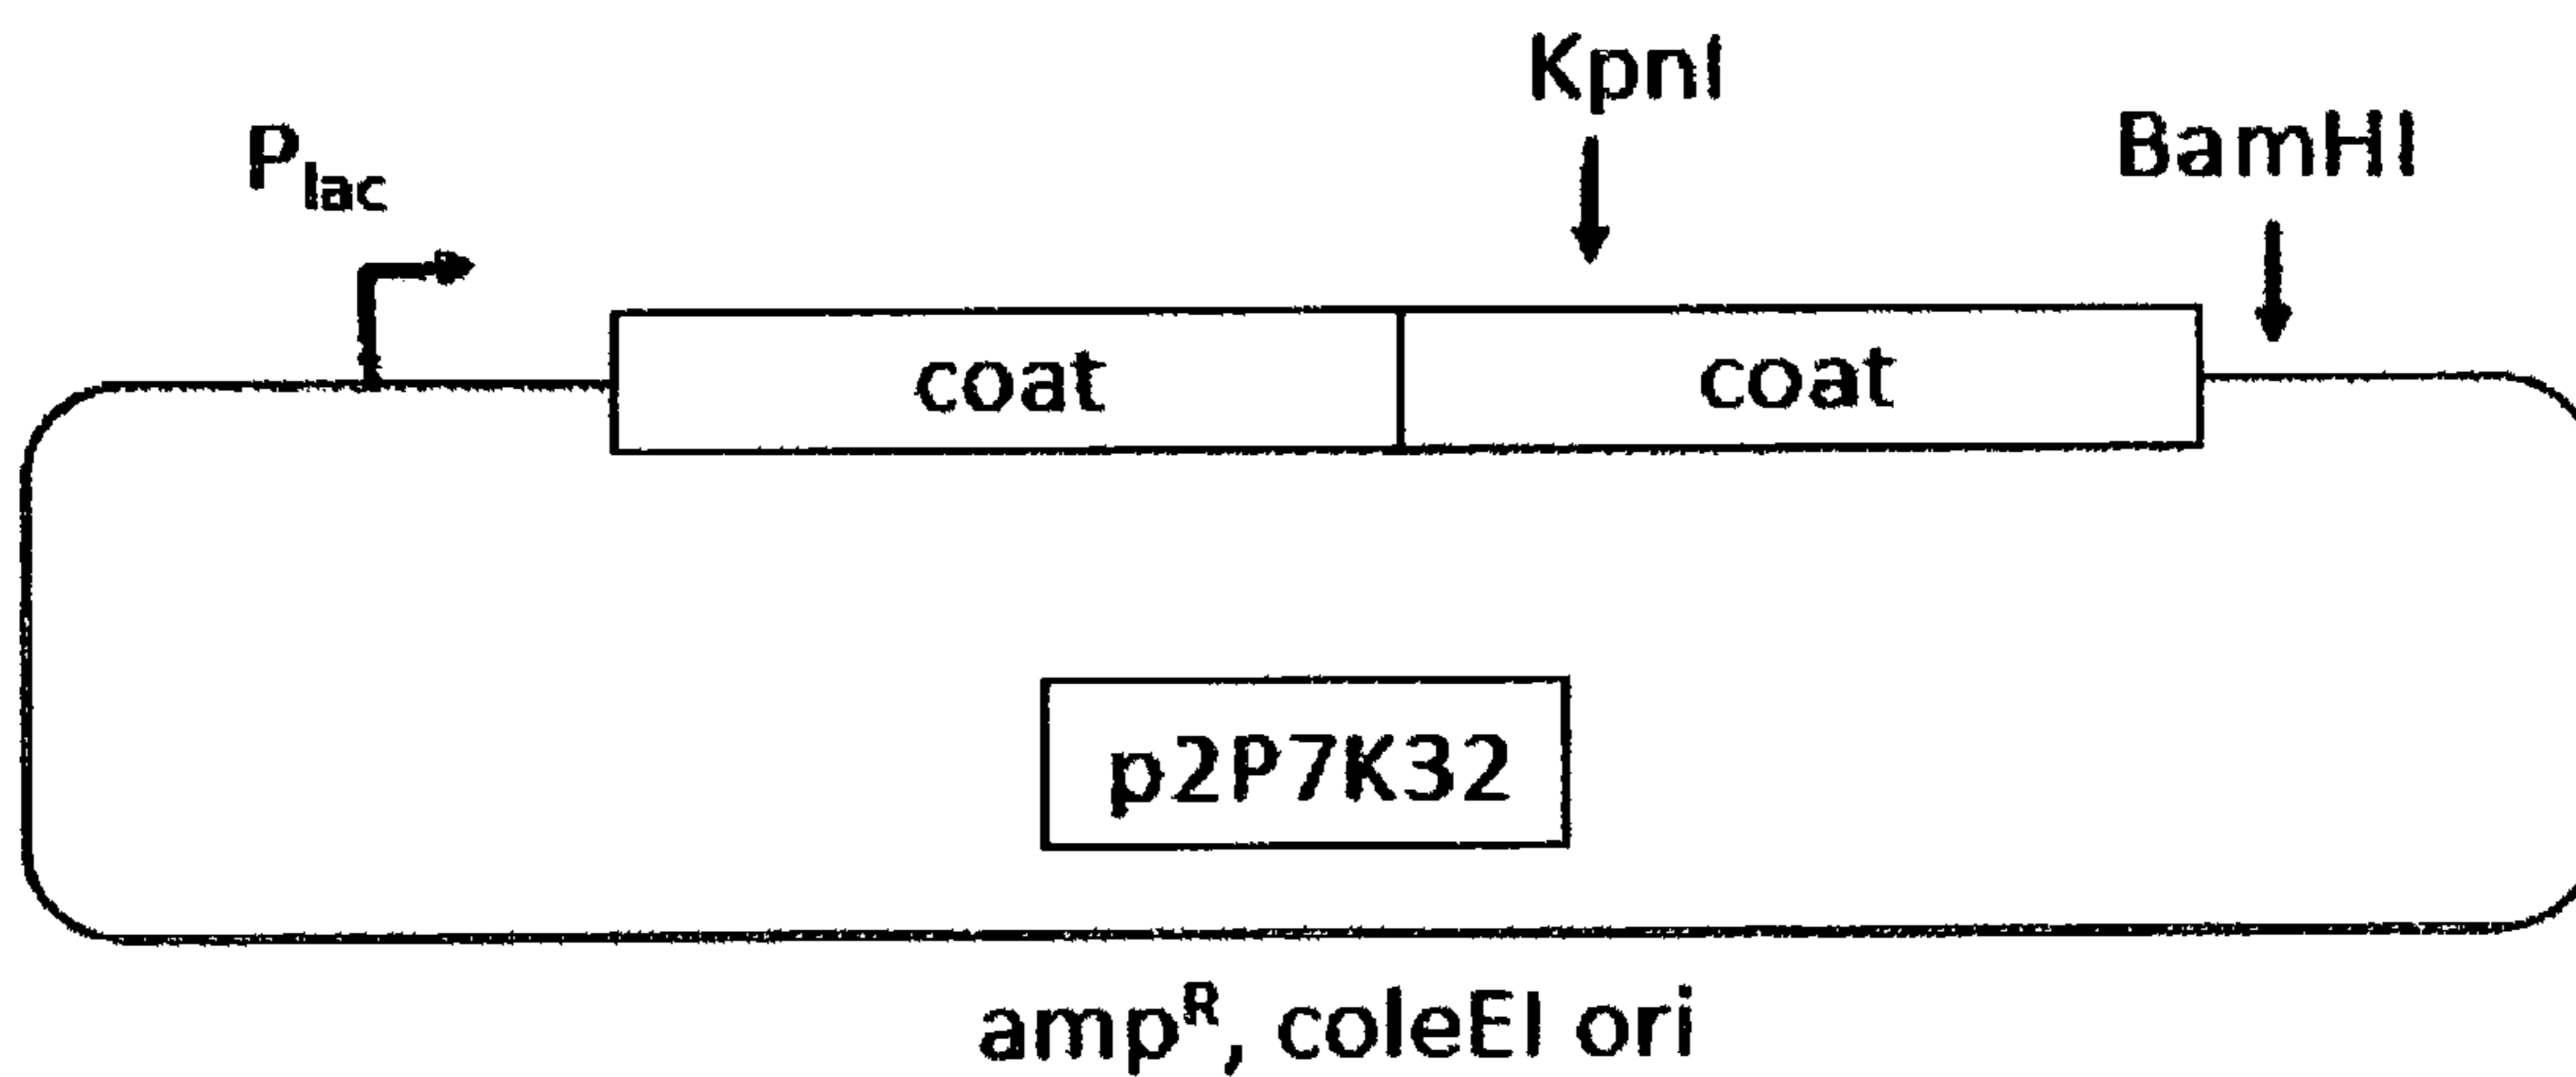 KpnI
BamHI
Plac
coat coat
p2P7K32
ampR, coleEI ori